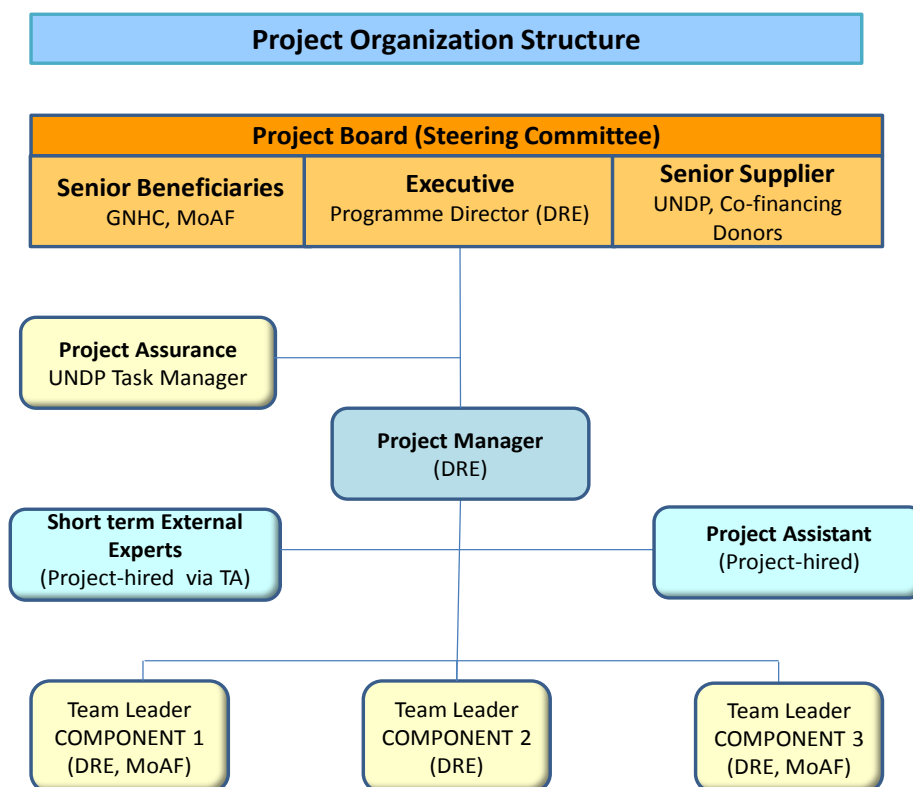 Project Organization Structure
Project Board (Steering Committee)
Senior Beneficiaries
GNHC, MoAF
Executive
Programme Director (DRE)
Senior Supplier
UNDP, Co-financing
Donors
Project Assurance
UNDP Task Manager
Project Manager
(DRE)
Short term External
Experts
(Project-hired via TA)
Project Assistant
(Project-hired)
Team Leader
COMPONENT 1
(DRE, MoAF)
Team Leader
COMPONENT 2
(DRE)
Team Leader
COMPONENT 3
(DRE, MoAF)